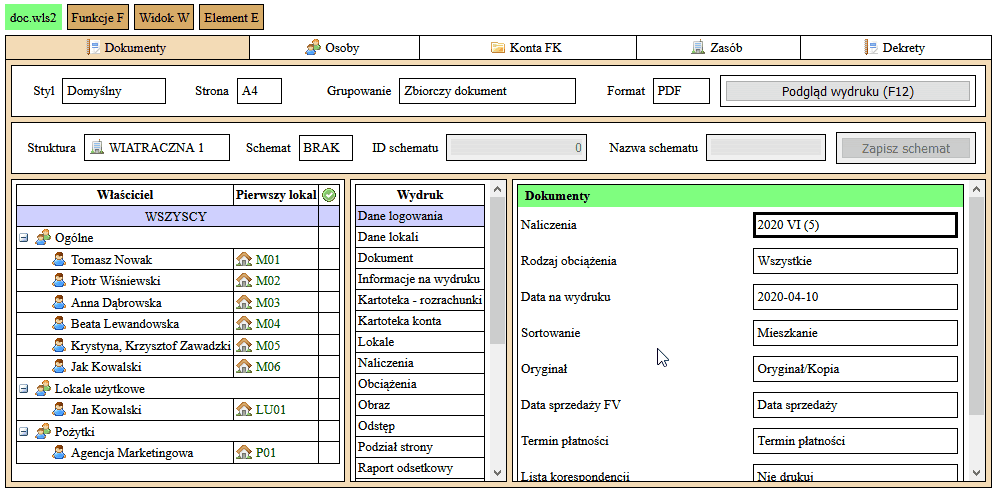 doc.wls2 Funkcje F Widok W Element E
Dokumenty Osoby Konta FK Zasób Dekrety
Styl Domyślny Strona A4 Grupowanie Zbiorczy dokument Format PDF Podgląd wydruku (F12)
Struktura WIATRACZNA 1 Schemat BRAK ID schematu 0 Nazwa schematu Zapisz schemat
Właściciel Pierwszy lokal
WSZYSCY
Ogólne
Tomasz Nowak M01
Piotr Wiśniewski M02
Anna Dąbrowska M03
Beata Lewandowska M04
Krystyna, Krzysztof Zawadzki M05
Jak Kowalski M06
Lokale użytkowe
Jan Kowalski LU01
Pożytki
Agencja Marketingowa P01
Wydruk
Dane logowania
Dane lokali
Dokument
Informacje na wydruku
Kartoteka - rozrachunki
Kartoteka konta
Lokale
Naliczenia
Obciążenia
Obraz
Odstęp
Podział strony
Raport odsetkowy
Dokumenty
Naliczenia 2020 VI (5)
Rodzaj obciążenia Wszystkie
Data na wydruku 2020-04-10
Sortowanie Mieszkanie
Oryginał Oryginał/Kopia
Data sprzedaży FV Data sprzedaży
Termin płatności Termin płatności
Lista korespondencji Nie drukuj